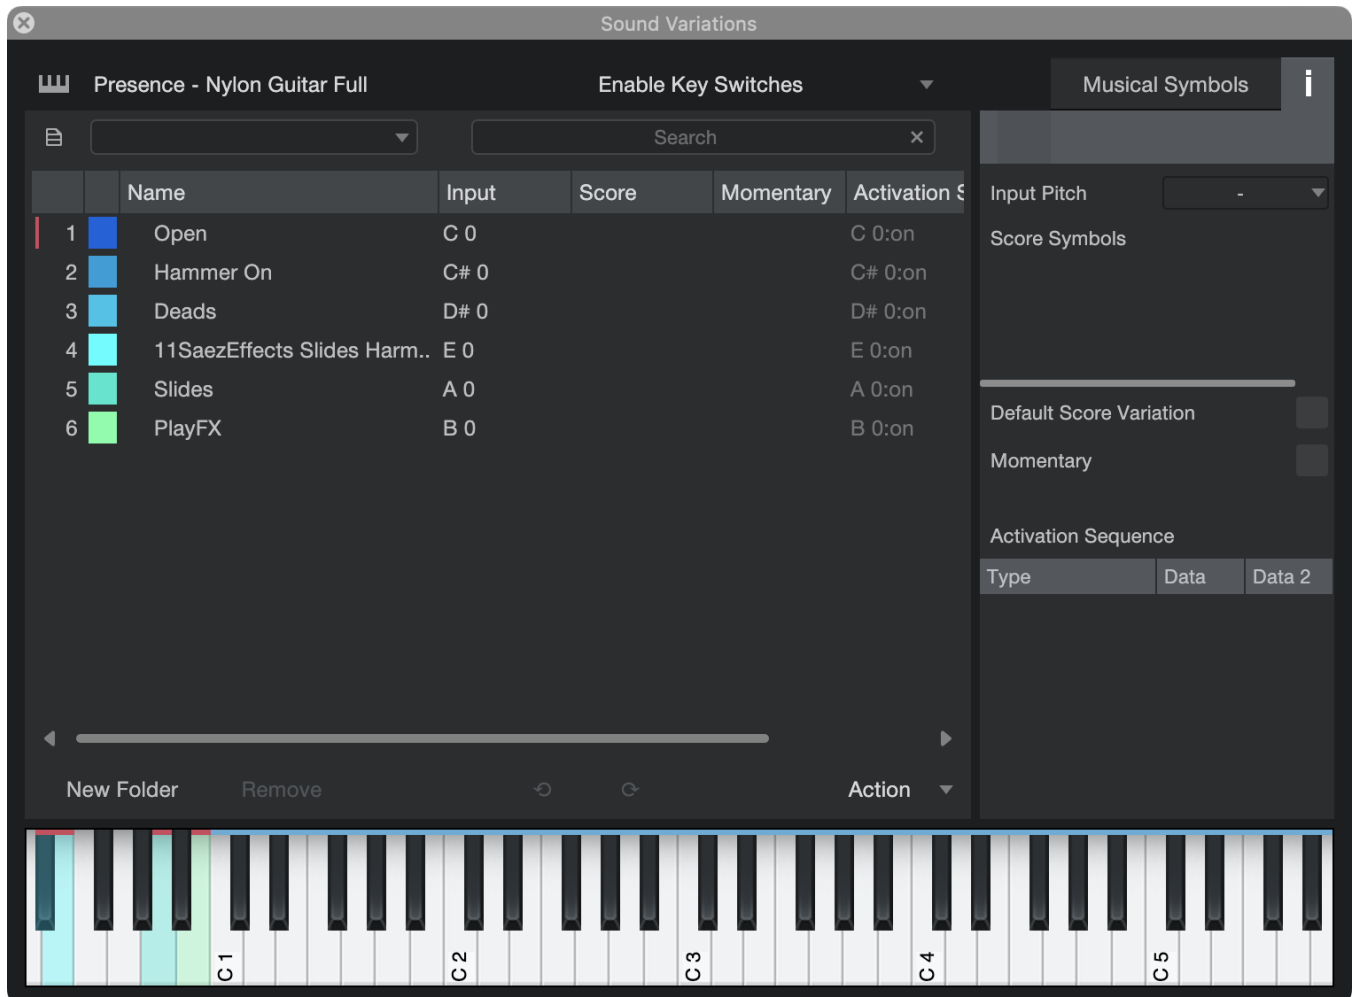 Sound Variations
Presence - Nylon Guitar Full
Enable Key Switches
Musical Symbols
i
Search
Name Input Score Momentary Activation S
1 Open C 0 C 0:on
2 Hammer On C# 0 C# 0:on
3 Deads D# 0 D# 0:on
4 11SaezEffects Slides Harm.. E 0 E 0:on
5 Slides A 0 A 0:on
6 PlayFX B 0 B 0:on
Input Pitch -
Score Symbols
Default Score Variation
Momentary
Activation Sequence
Type Data Data 2
New Folder Remove Action
C 1 C 2 C 3 C 4 C 5